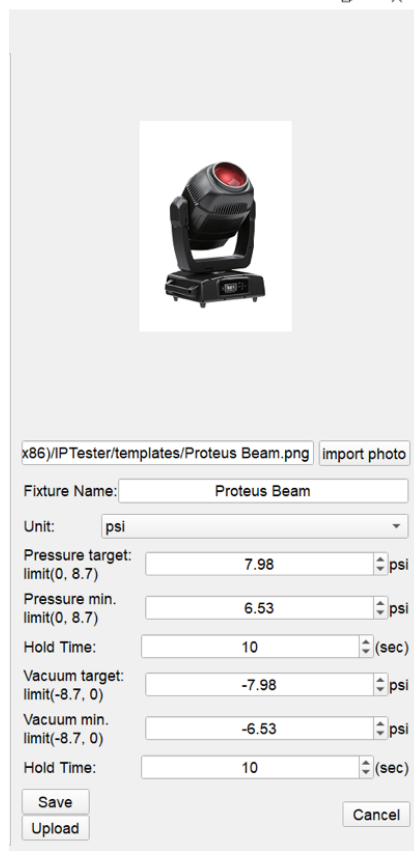 x86)/IPTester/templates/Proteus Beam.png import photo
Fixture Name: Proteus Beam
Unit: psi
Pressure target:
limit(0, 8.7) 7.98 psi
Pressure min.
limit(0, 8.7) 6.53 psi
Hold Time: 10 (sec)
Vacuum target:
limit(-8.7, 0) -7.98 psi
Vacuum min.
limit(-8.7, 0) -6.53 psi
Hold Time: 10 (sec)
Save
Upload
Cancel